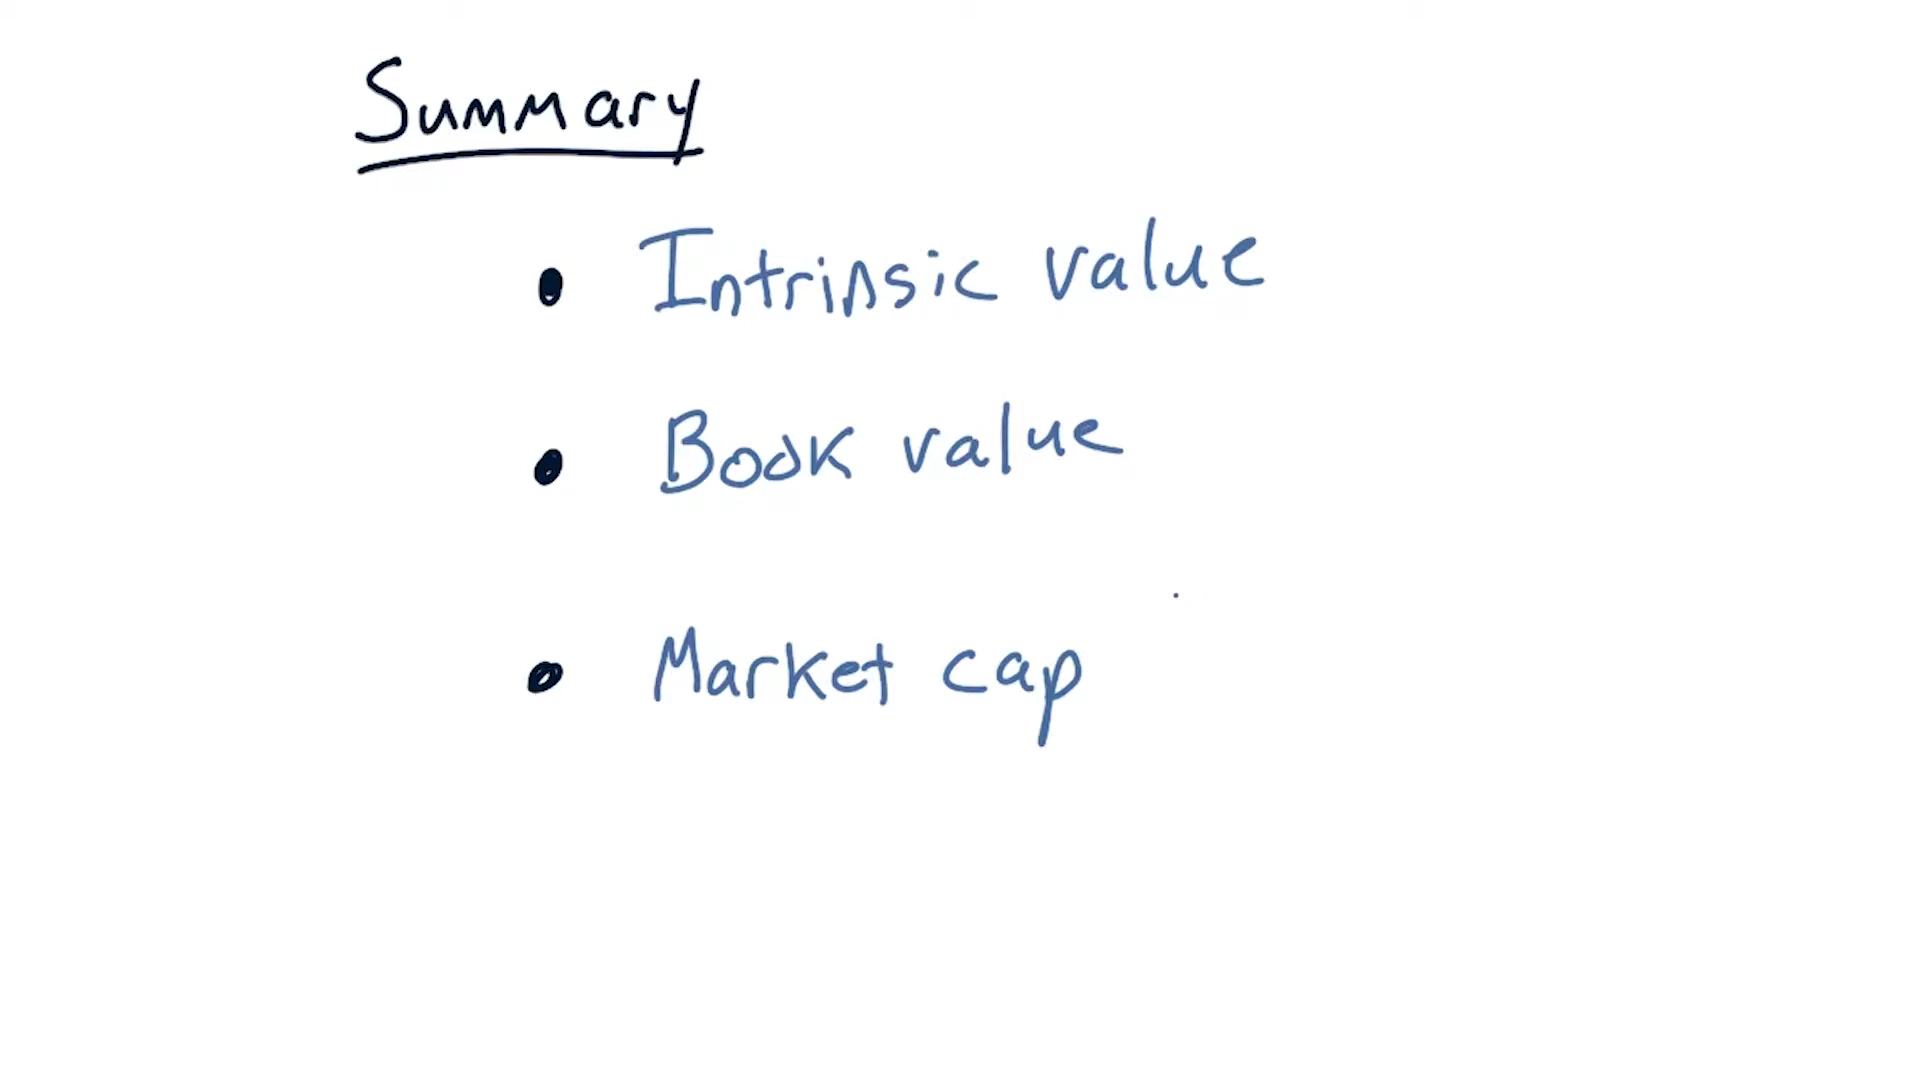 Summary
• Intrinsic value
• Book value
• Market cap